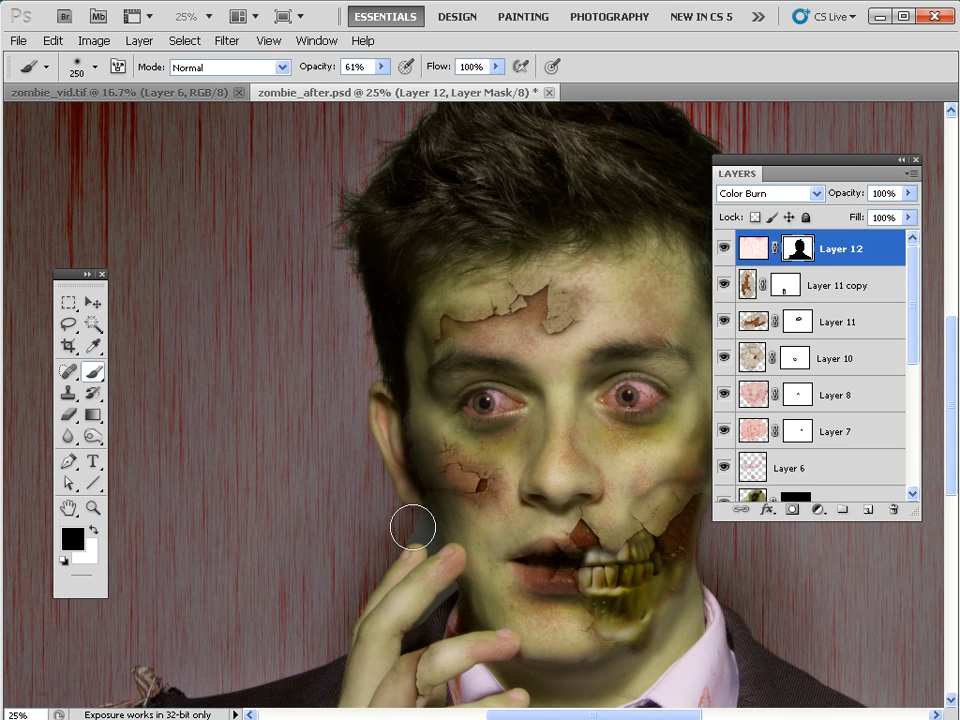 Ps Br Mb 25% ESSENTIALS DESIGN PAINTING PHOTOGRAPHY NEW IN CS 5 CS Live
File Edit Image Layer Select Filter View Window Help
250 Mode: Normal Opacity: 61% Flow: 100%
zombie_vid.tif @ 16.7% (Layer 6, RGB/8) zombie_after.psd @ 25% (Layer 12, Layer Mask/8) *
LAYERS
Color Burn Opacity: 100%
Lock: Fill: 100%
Layer 12
Layer 11 copy
Layer 11
Layer 10
Layer 8
Layer 7
Layer 6
fx
T
25% Exposure works in 32-bit only